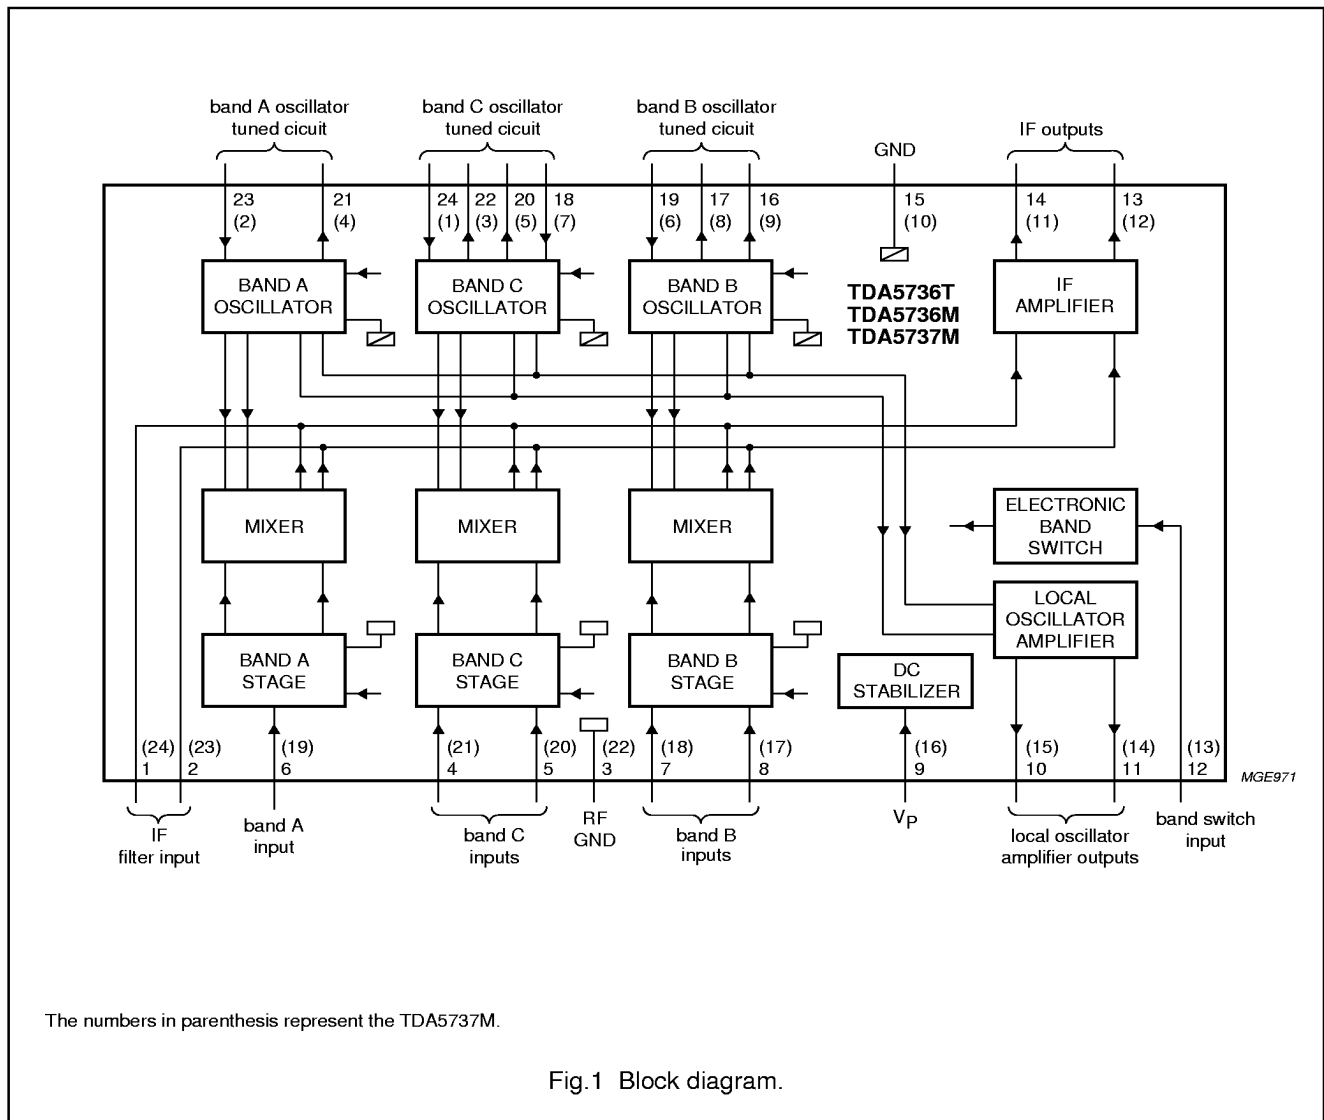 band A oscillator
tuned cicuit
band C oscillator
tuned cicuit
band B oscillator
tuned cicuit
GND
IF outputs
23
(2)
21
(4)
24
(1)
22
(3)
20
(5)
18
(7)
19
(6)
17
(8)
16
(9)
15
(10)
14
(11)
13
(12)
BAND A
OSCILLATOR
BAND C
OSCILLATOR
BAND B
OSCILLATOR
TDA5736T
TDA5736M
TDA5737M
IF
AMPLIFIER
MIXER
MIXER
MIXER
ELECTRONIC
BAND
SWITCH
LOCAL
OSCILLATOR
AMPLIFIER
BAND A
STAGE
BAND C
STAGE
BAND B
STAGE
DC
STABILIZER
(24)
1
(23)
2
(19)
6
(21)
4
(20)
5
(22)
3
(18)
7
(17)
8
(16)
9
(15)
10
(14)
11
(13)
12
MGE971
IF
filter input
band A
input
band C
inputs
RF
GND
band B
inputs
VP
local oscillator
amplifier outputs
band switch
input
The numbers in parenthesis represent the TDA5737M.
Fig.1 Block diagram.